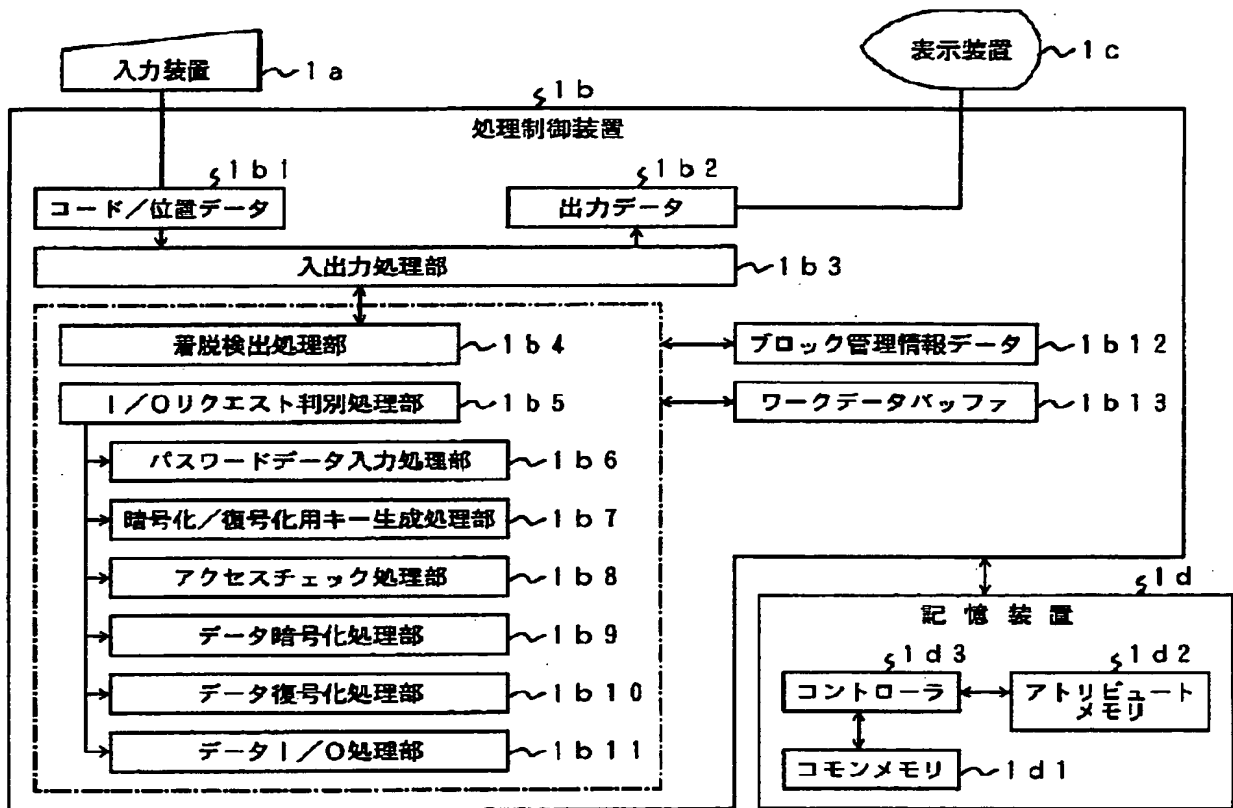 入力装置 1a
表示装置 1c
1b
処理制御装置
1b1
コード/位置データ
1b2
出力データ
入出力処理部 1b3
着脱検出処理部 1b4
I/Oリクエスト判別処理部 1b5
パスワードデータ入力処理部 1b6
暗号化/復号化用キー生成処理部 1b7
アクセスチェック処理部 1b8
データ暗号化処理部 1b9
データ復号化処理部 1b10
データI/O処理部 1b11
ブロック管理情報データ 1b12
ワークデータバッファ 1b13
1d
記憶装置
1d3
コントローラ
1d2
アトリビュート
メモリ
コモンメモリ 1d1